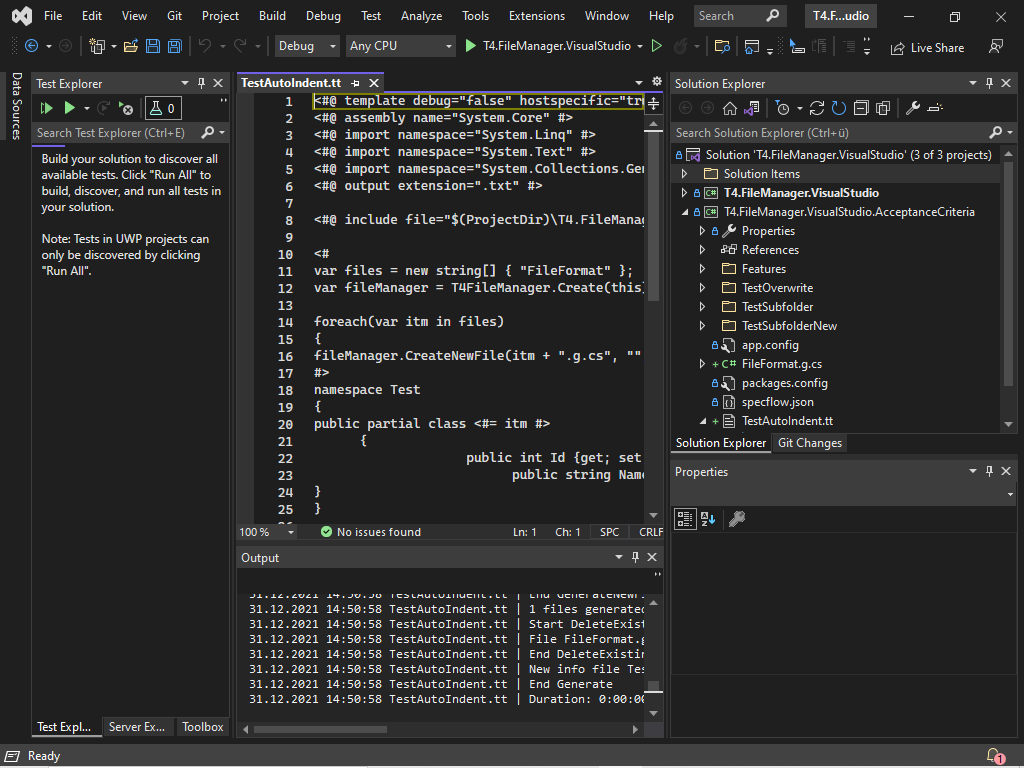 File Edit View Git Project Build Debug Test Analyze Tools Extensions Window Help Search T4.F...udio
Debug Any CPU T4.FileManager.VisualStudio Live Share
Data Sources
Test Explorer
0
Search Test Explorer (Ctrl+E)
Build your solution to discover all
available tests. Click "Run All" to
build, discover, and run all tests in
your solution.
Note: Tests in UWP projects can
only be discovered by clicking
"Run All".
Test Expl... Server Ex... Toolbox
TestAutoIndent.tt
1 <#@ template debug="false" hostspecific="tr
2 <#@ assembly name="System.Core" #>
3 <#@ import namespace="System.Linq" #>
4 <#@ import namespace="System.Text" #>
5 <#@ import namespace="System.Collections.Gen
6 <#@ output extension=".txt" #>
7
8 <#@ include file="$(ProjectDir)\T4.FileManag
9
10 <#
11 var files = new string[] { "FileFormat" };
12 var fileManager = T4FileManager.Create(this)
13
14 foreach(var itm in files)
15 {
16 fileManager.CreateNewFile(itm + ".g.cs", ""
17 #>
18 namespace Test
19 {
20 public partial class <#= itm #>
21 {
22 public int Id {get; set
23 public string Name
24 }
25 }
100 % No issues found Ln: 1 Ch: 1 SPC CRLF
Output
31.12.2021 14:50:58 TestAutoIndent.tt | End GenerateNewFi
31.12.2021 14:50:58 TestAutoIndent.tt | 1 files generated
31.12.2021 14:50:58 TestAutoIndent.tt | Start DeleteExist
31.12.2021 14:50:58 TestAutoIndent.tt | File FileFormat.g
31.12.2021 14:50:58 TestAutoIndent.tt | End DeleteExistin
31.12.2021 14:50:58 TestAutoIndent.tt | New info file Tes
31.12.2021 14:50:58 TestAutoIndent.tt | End Generate
31.12.2021 14:50:58 TestAutoIndent.tt | Duration: 0:00:00
Solution Explorer
Search Solution Explorer (Ctrl+ü)
Solution 'T4.FileManager.VisualStudio' (3 of 3 projects)
Solution Items
C# T4.FileManager.VisualStudio
C# T4.FileManager.VisualStudio.AcceptanceCriteria
Properties
References
Features
TestOverwrite
TestSubfolder
TestSubfolderNew
app.config
+ C# FileFormat.g.cs
packages.config
specflow.json
+ TestAutoIndent.tt
Solution Explorer Git Changes
Properties
Ready 1